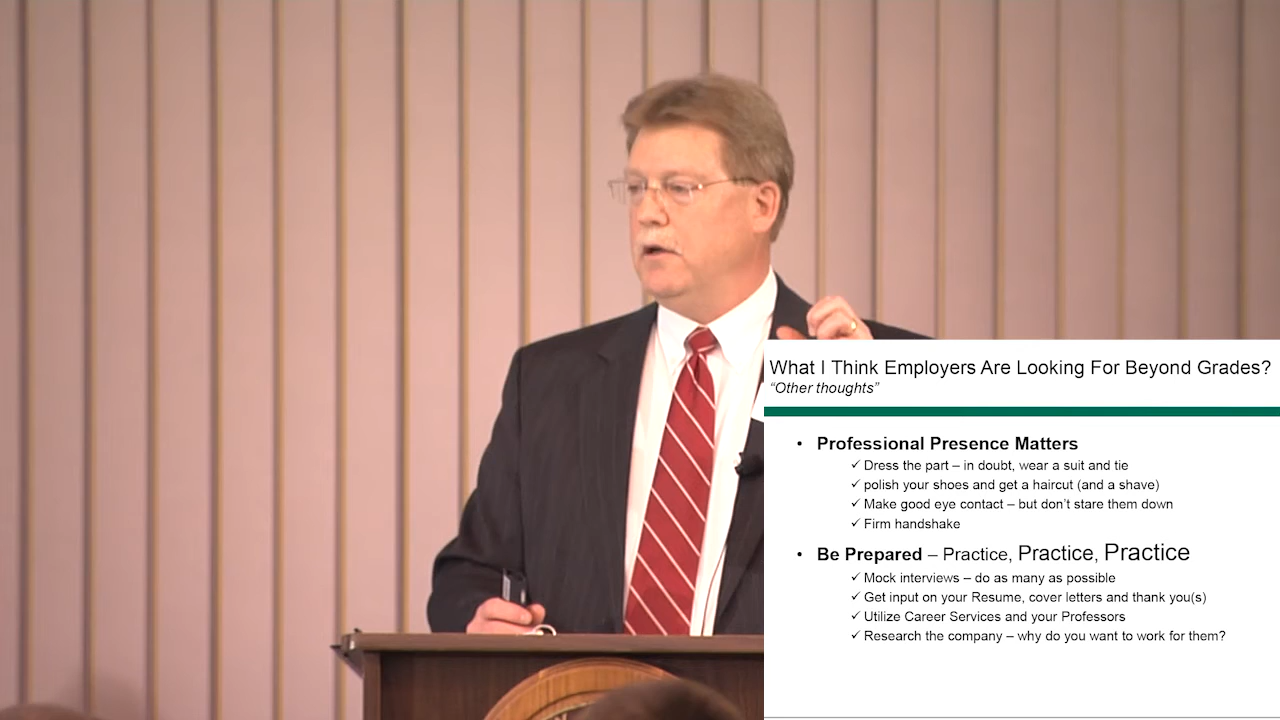 What I Think Employers Are Looking For Beyond Grades?
“Other thoughts”
• Professional Presence Matters
✓ Dress the part – in doubt, wear a suit and tie
✓ polish your shoes and get a haircut (and a shave)
✓ Make good eye contact – but don’t stare them down
✓ Firm handshake
• Be Prepared – Practice, Practice, Practice
✓ Mock interviews – do as many as possible
✓ Get input on your Resume, cover letters and thank you(s)
✓ Utilize Career Services and your Professors
✓ Research the company – why do you want to work for them?